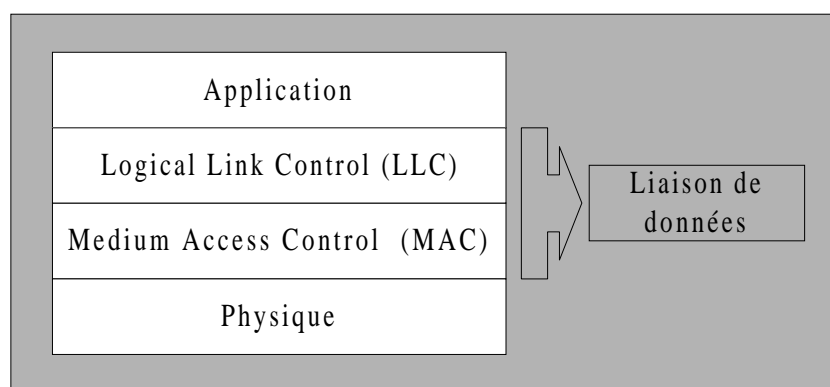 Application
Logical Link Control (LLC)
Medium Access Control (MAC)
Physique
Liaison de
données